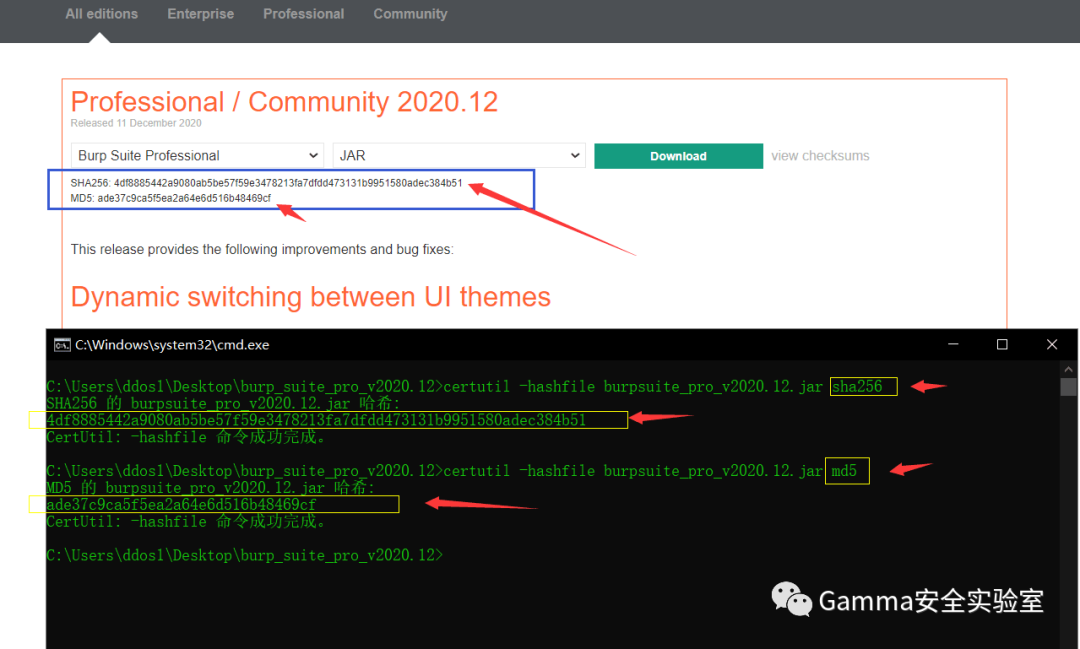 All editions Enterprise Professional Community
Professional / Community 2020.12
Released 11 December 2020
Burp Suite Professional JAR Download view checksums
SHA256: 4df8885442a9080ab5be57f59e3478213fa7dfdd473131b9951580adec384b51
MD5: ade37c9ca5f5ea2a64e6d516b48469cf
This release provides the following improvements and bug fixes:
Dynamic switching between UI themes
C:\Windows\system32\cmd.exe
C:\Users\ddos1\Desktop\burp_suite_pro_v2020.12>certutil -hashfile burpsuite_pro_v2020.12.jar sha256
SHA256 的 burpsuite_pro_v2020.12.jar 哈希:
4df8885442a9080ab5be57f59e3478213fa7dfdd473131b9951580adec384b51
CertUtil: -hashfile 命令成功完成。
C:\Users\ddos1\Desktop\burp_suite_pro_v2020.12>certutil -hashfile burpsuite_pro_v2020.12.jar md5
MD5 的 burpsuite_pro_v2020.12.jar 哈希:
ade37c9ca5f5ea2a64e6d516b48469cf
CertUtil: -hashfile 命令成功完成。
C:\Users\ddos1\Desktop\burp_suite_pro_v2020.12>
Gamma安全实验室